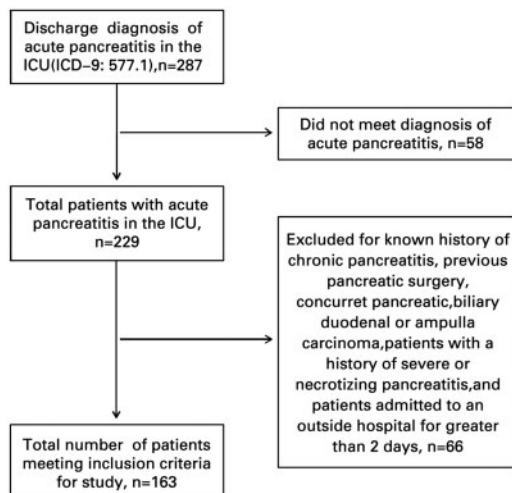 Discharge diagnosis of
acute pancreatitis in the
ICU(ICD-9: 577.1),n=287
Did not meet diagnosis of
acute pancreatitis, n=58
Total patients with acute
pancreatitis in the ICU,
n=229
Excluded for known history of
chronic pancreatitis, previous
pancreatic surgery,
concurret pancreatic,biliary
duodenal or ampulla
carcinoma,patients with a
history of severe or
necrotizing pancreatitis,and
patients admitted to an
outside hospital for greater
than 2 days, n=66
Total number of patients
meeting inclusion criteria
for study, n=163